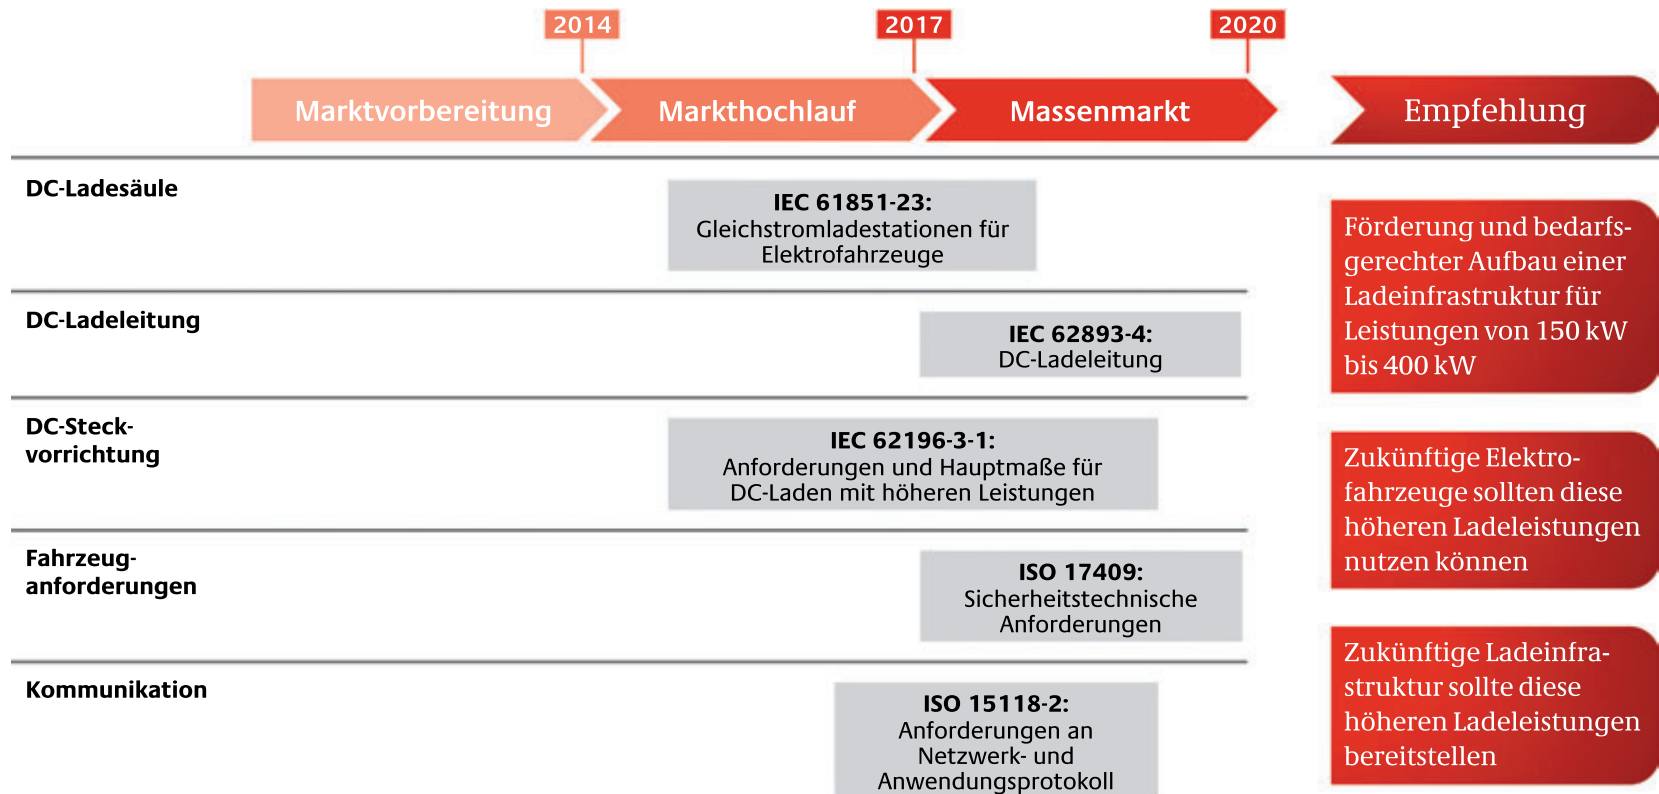 2014
2017
2020
Marktvorbereitung
Markthochlauf
Massenmarkt
Empfehlung
DC-Ladesäule
IEC 61851-23:
Gleichstromladestationen für
Elektrofahrzeuge
DC-Ladeleitung
IEC 62893-4:
DC-Ladeleitung
DC-Steck-
vorrichtung
IEC 62196-3-1:
Anforderungen und Hauptmaße für
DC-Laden mit höheren Leistungen
Fahrzeug-
anforderungen
ISO 17409:
Sicherheitstechnische
Anforderungen
Kommunikation
ISO 15118-2:
Anforderungen an
Netzwerk- und
Anwendungsprotokoll
Förderung und bedarfs-
gerechter Aufbau einer
Ladeinfrastruktur für
Leistungen von 150 kW
bis 400 kW
Zukünftige Elektro-
fahrzeuge sollten diese
höheren Ladeleistungen
nutzen können
Zukünftige Ladeinfra-
struktur sollte diese
höheren Ladeleistungen
bereitstellen